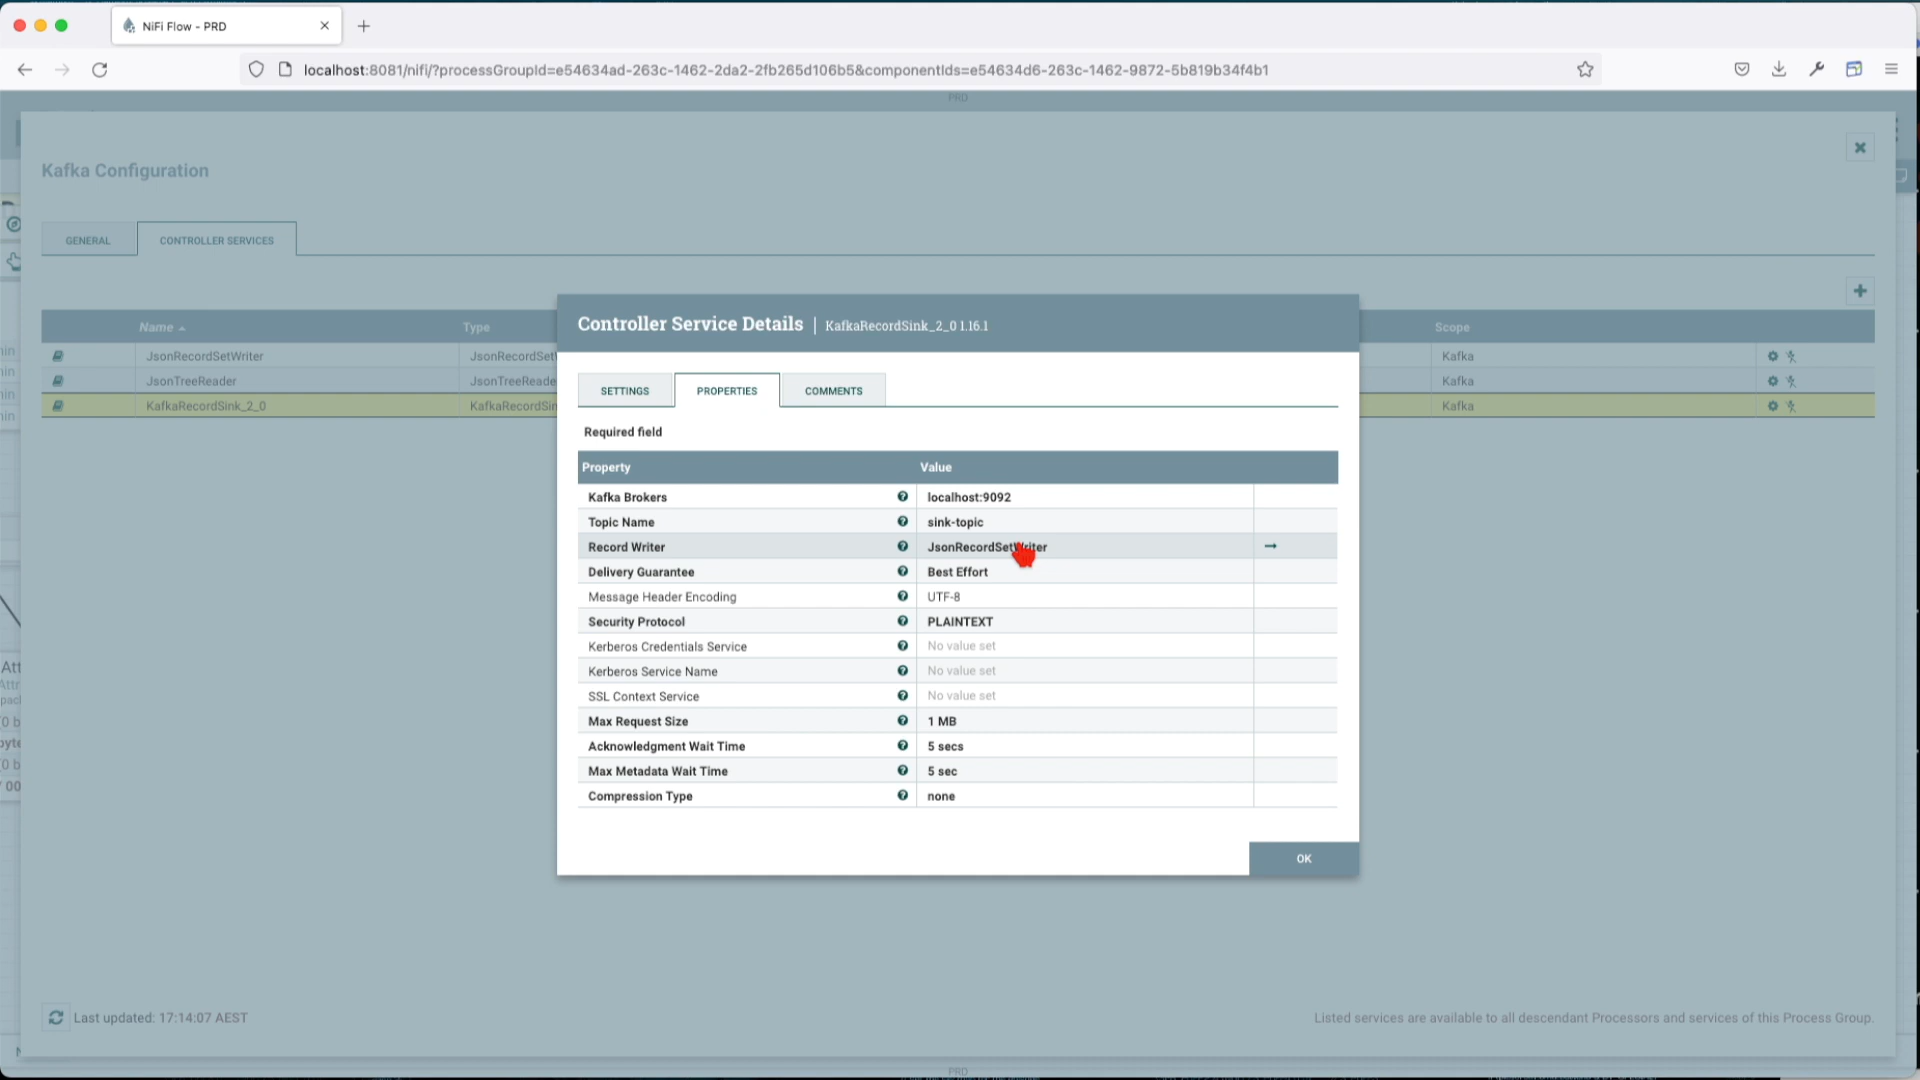 NiFi Flow - PRD
localhost:8081/nifi/?processGroupId=e54634ad-263c-1462-2da2-2fb265d106b5&componentIds=e54634d6-263c-1462-9872-5b819b34f4b1
PRD
Kafka Configuration
GENERAL
CONTROLLER SERVICES
Name
Type
Scope
JsonRecordSetWriter
JsonRecordSetW
Kafka
JsonTreeReader
JsonTreeReade
Kafka
KafkaRecordSink_2_0
KafkaRecordSin
Kafka
Controller Service Details | KafkaRecordSink_2_0 1.16.1
SETTINGS
PROPERTIES
COMMENTS
Required field
Property
Value
Kafka Brokers
localhost:9092
Topic Name
sink-topic
Record Writer
JsonRecordSetWriter
Delivery Guarantee
Best Effort
Message Header Encoding
UTF-8
Security Protocol
PLAINTEXT
Kerberos Credentials Service
No value set
Kerberos Service Name
No value set
SSL Context Service
No value set
Max Request Size
1 MB
Acknowledgment Wait Time
5 secs
Max Metadata Wait Time
5 sec
Compression Type
none
OK
Last updated: 17:14:07 AEST
Listed services are available to all descendant Processors and services of this Process Group.
PRD